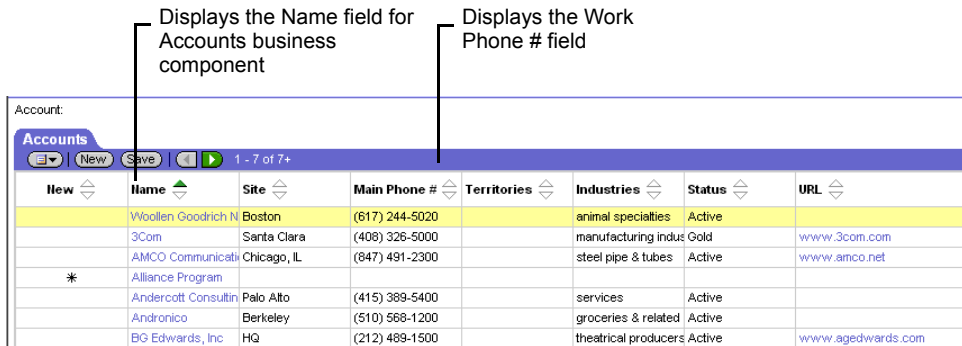 Displays the Name field for Accounts business component
Displays the Work Phone # field
Account:
Accounts
New Save 1 - 7 of 7+
New Name Site Main Phone # Territories Industries Status URL
Woollen Goodrich N Boston (617) 244-5020 animal specialties Active
3Com Santa Clara (408) 326-5000 manufacturing indus Gold www.3com.com
AMCO Communicati Chicago, IL (847) 491-2300 steel pipe & tubes Active www.amco.net
* Alliance Program
Andercott Consultin Palo Alto (415) 389-5400 services Active
Andronico Berkeley (510) 568-1200 groceries & related Active
BG Edwards, Inc HQ (212) 489-1500 theatrical producers Active www.agedwards.com